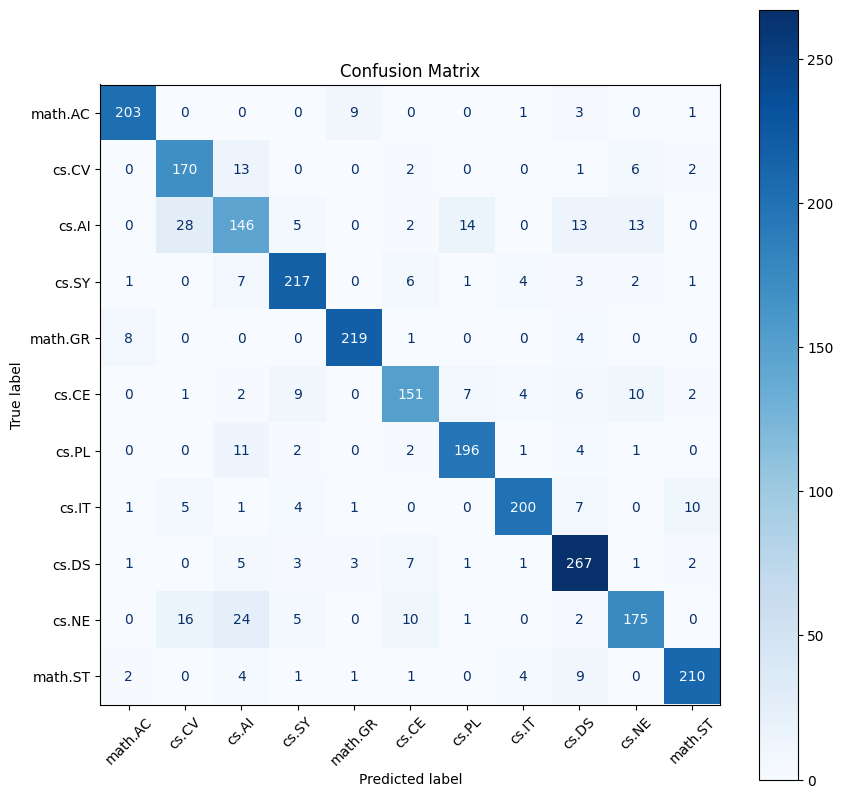 Confusion Matrix
True label
math.AC 203 0 0 0 9 0 0 1 3 0 1
cs.CV 0 170 13 0 0 2 0 0 1 6 2
cs.AI 0 28 146 5 0 2 14 0 13 13 0
cs.SY 1 0 7 217 0 6 1 4 3 2 1
math.GR 8 0 0 0 219 1 0 0 4 0 0
cs.CE 0 1 2 9 0 151 7 4 6 10 2
cs.PL 0 0 11 2 0 2 196 1 4 1 0
cs.IT 1 5 1 4 1 0 0 200 7 0 10
cs.DS 1 0 5 3 3 7 1 1 267 1 2
cs.NE 0 16 24 5 0 10 1 0 2 175 0
math.ST 2 0 4 1 1 1 0 4 9 0 210
math.AC cs.CV cs.AI cs.SY math.GR cs.CE cs.PL cs.IT cs.DS cs.NE math.ST
Predicted label
250
200
150
100
50
0